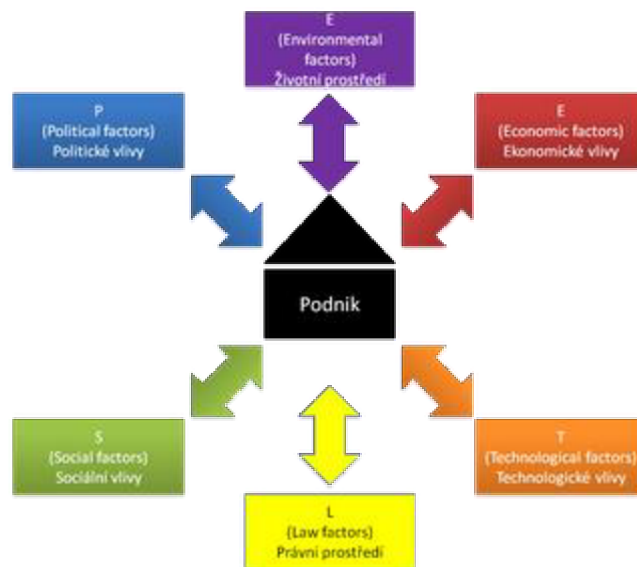 E
(Environmental
factors)
Životní prostředí
P
(Political factors)
Politické vlivy
E
(Economic factors)
Ekonomické vlivy
Podnik
S
(Social factors)
Sociální vlivy
T
(Technological factors)
Technologické vlivy
L
(Law factors)
Právní prostředí